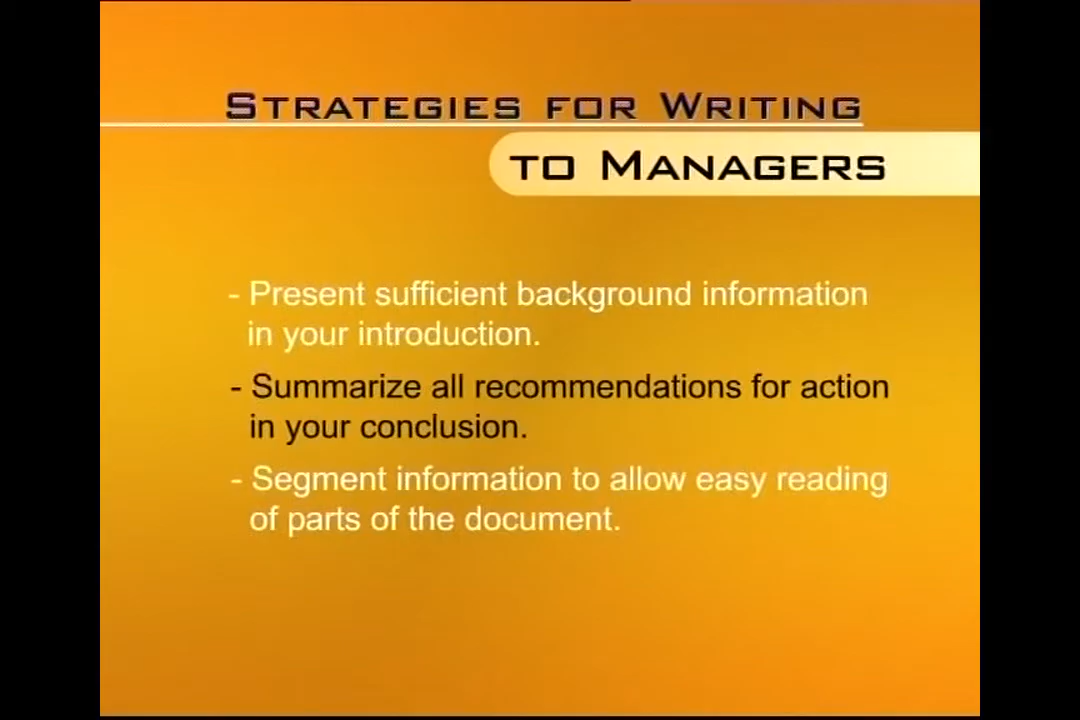 STRATEGIES FOR WRITING
TO MANAGERS
- Present sufficient background information
in your introduction.
- Summarize all recommendations for action
in your conclusion.
- Segment information to allow easy reading
of parts of the document.